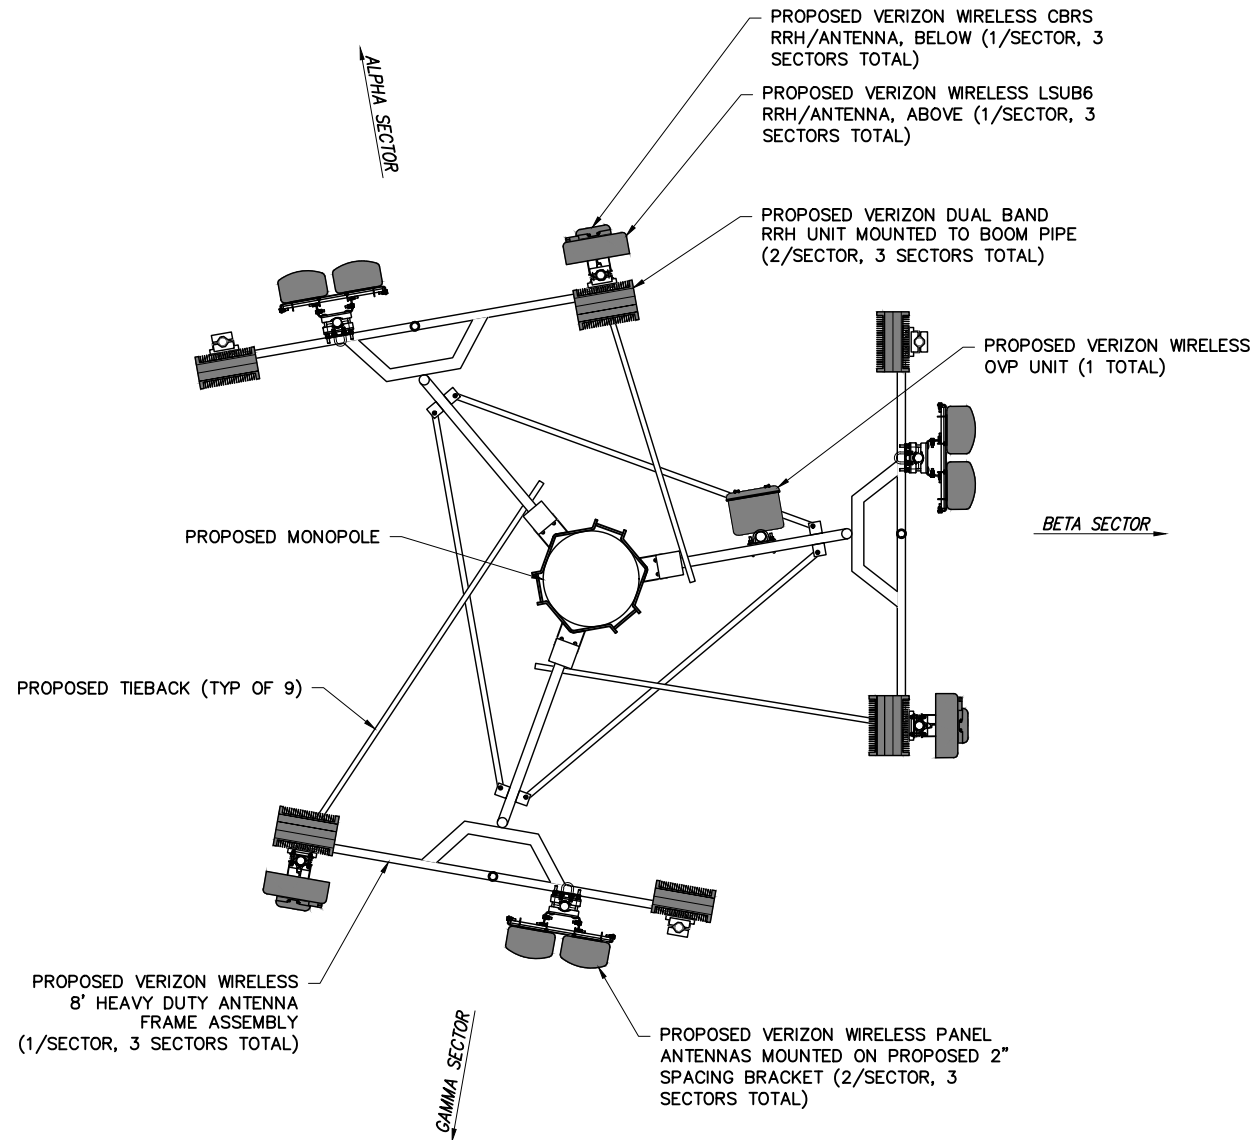 PROPOSED VERIZON WIRELESS CBRS
RRH/ANTENNA, BELOW (1/SECTOR, 3
SECTORS TOTAL)
ALPHA SECTOR
PROPOSED VERIZON WIRELESS LSUB6
RRH/ANTENNA, ABOVE (1/SECTOR, 3
SECTORS TOTAL)
PROPOSED VERIZON DUAL BAND
RRH UNIT MOUNTED TO BOOM PIPE
(2/SECTOR, 3 SECTORS TOTAL)
PROPOSED VERIZON WIRELESS
OVP UNIT (1 TOTAL)
BETA SECTOR
PROPOSED MONOPOLE
PROPOSED TIEBACK (TYP OF 9)
PROPOSED VERIZON WIRELESS
8' HEAVY DUTY ANTENNA
FRAME ASSEMBLY
(1/SECTOR, 3 SECTORS TOTAL)
GAMMA SECTOR
PROPOSED VERIZON WIRELESS PANEL
ANTENNAS MOUNTED ON PROPOSED 2"
SPACING BRACKET (2/SECTOR, 3
SECTORS TOTAL)